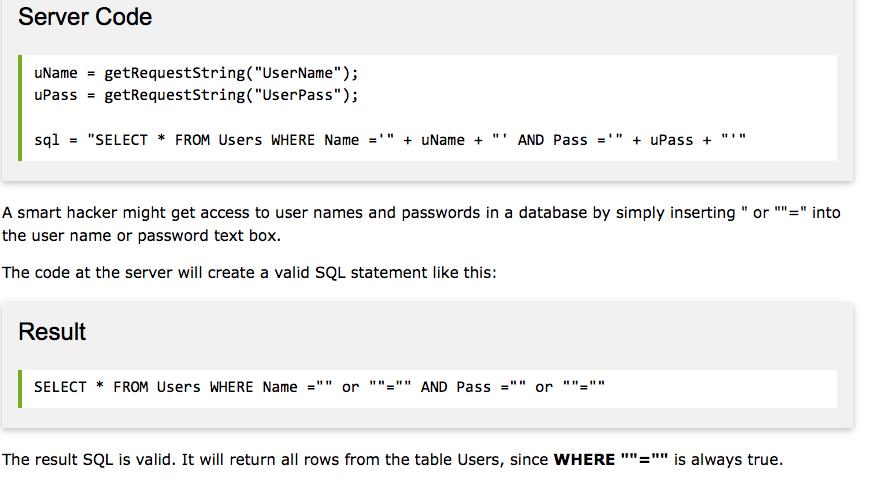 Server Code
uName = getRequestString("UserName");
uPass = getRequestString("UserPass");
sql = "SELECT * FROM Users WHERE Name ='" + uName + "' AND Pass ='" + uPass + "'"
A smart hacker might get access to user names and passwords in a database by simply inserting " or ""=" into
the user name or password text box.
The code at the server will create a valid SQL statement like this:
Result
SELECT * FROM Users WHERE Name ="" or ""="" AND Pass ="" or ""=""
The result SQL is valid. It will return all rows from the table Users, since WHERE ""="" is always true.